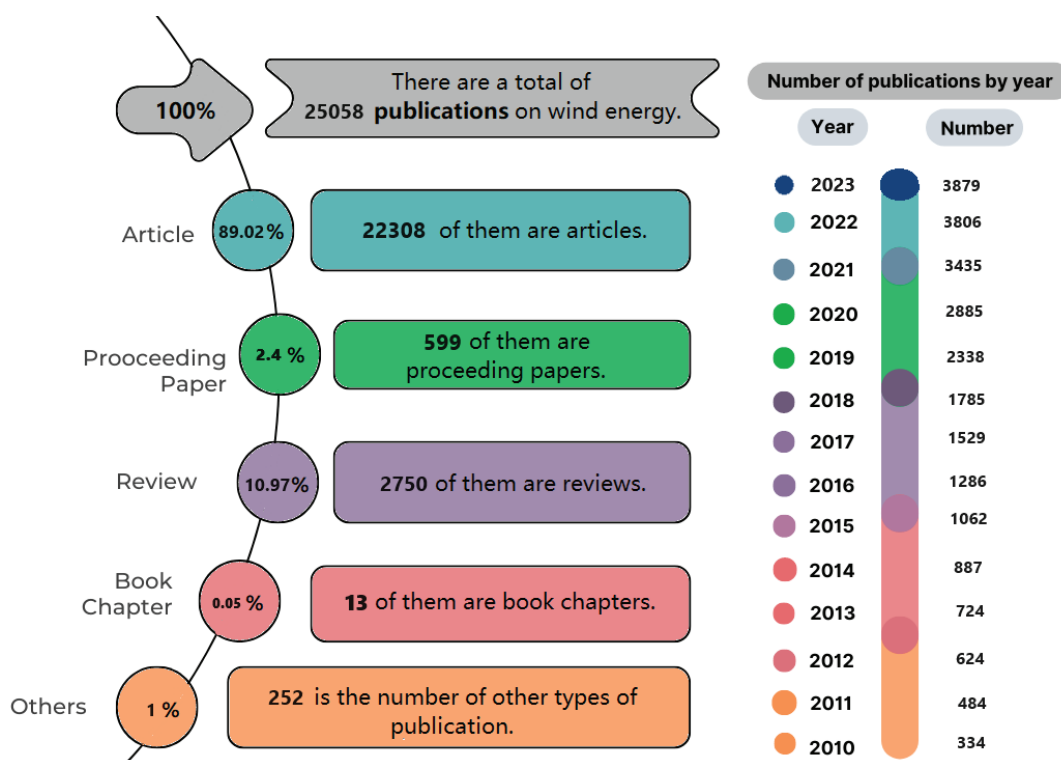 100%
There are a total of
25058 publications on wind energy.
Article
89.02 %
22308 of them are articles.
Prooceeding
Paper
2.4 %
599 of them are
proceeding papers.
Review
10.97 %
2750 of them are reviews.
Book
Chapter
0.05 %
13 of them are book chapters.
Others
1 %
252 is the number of other types of
publication.
Number of publications by year
Year Number
2023 3879
2022 3806
2021 3435
2020 2885
2019 2338
2018 1785
2017 1529
2016 1286
2015 1062
2014 887
2013 724
2012 624
2011 484
2010 334